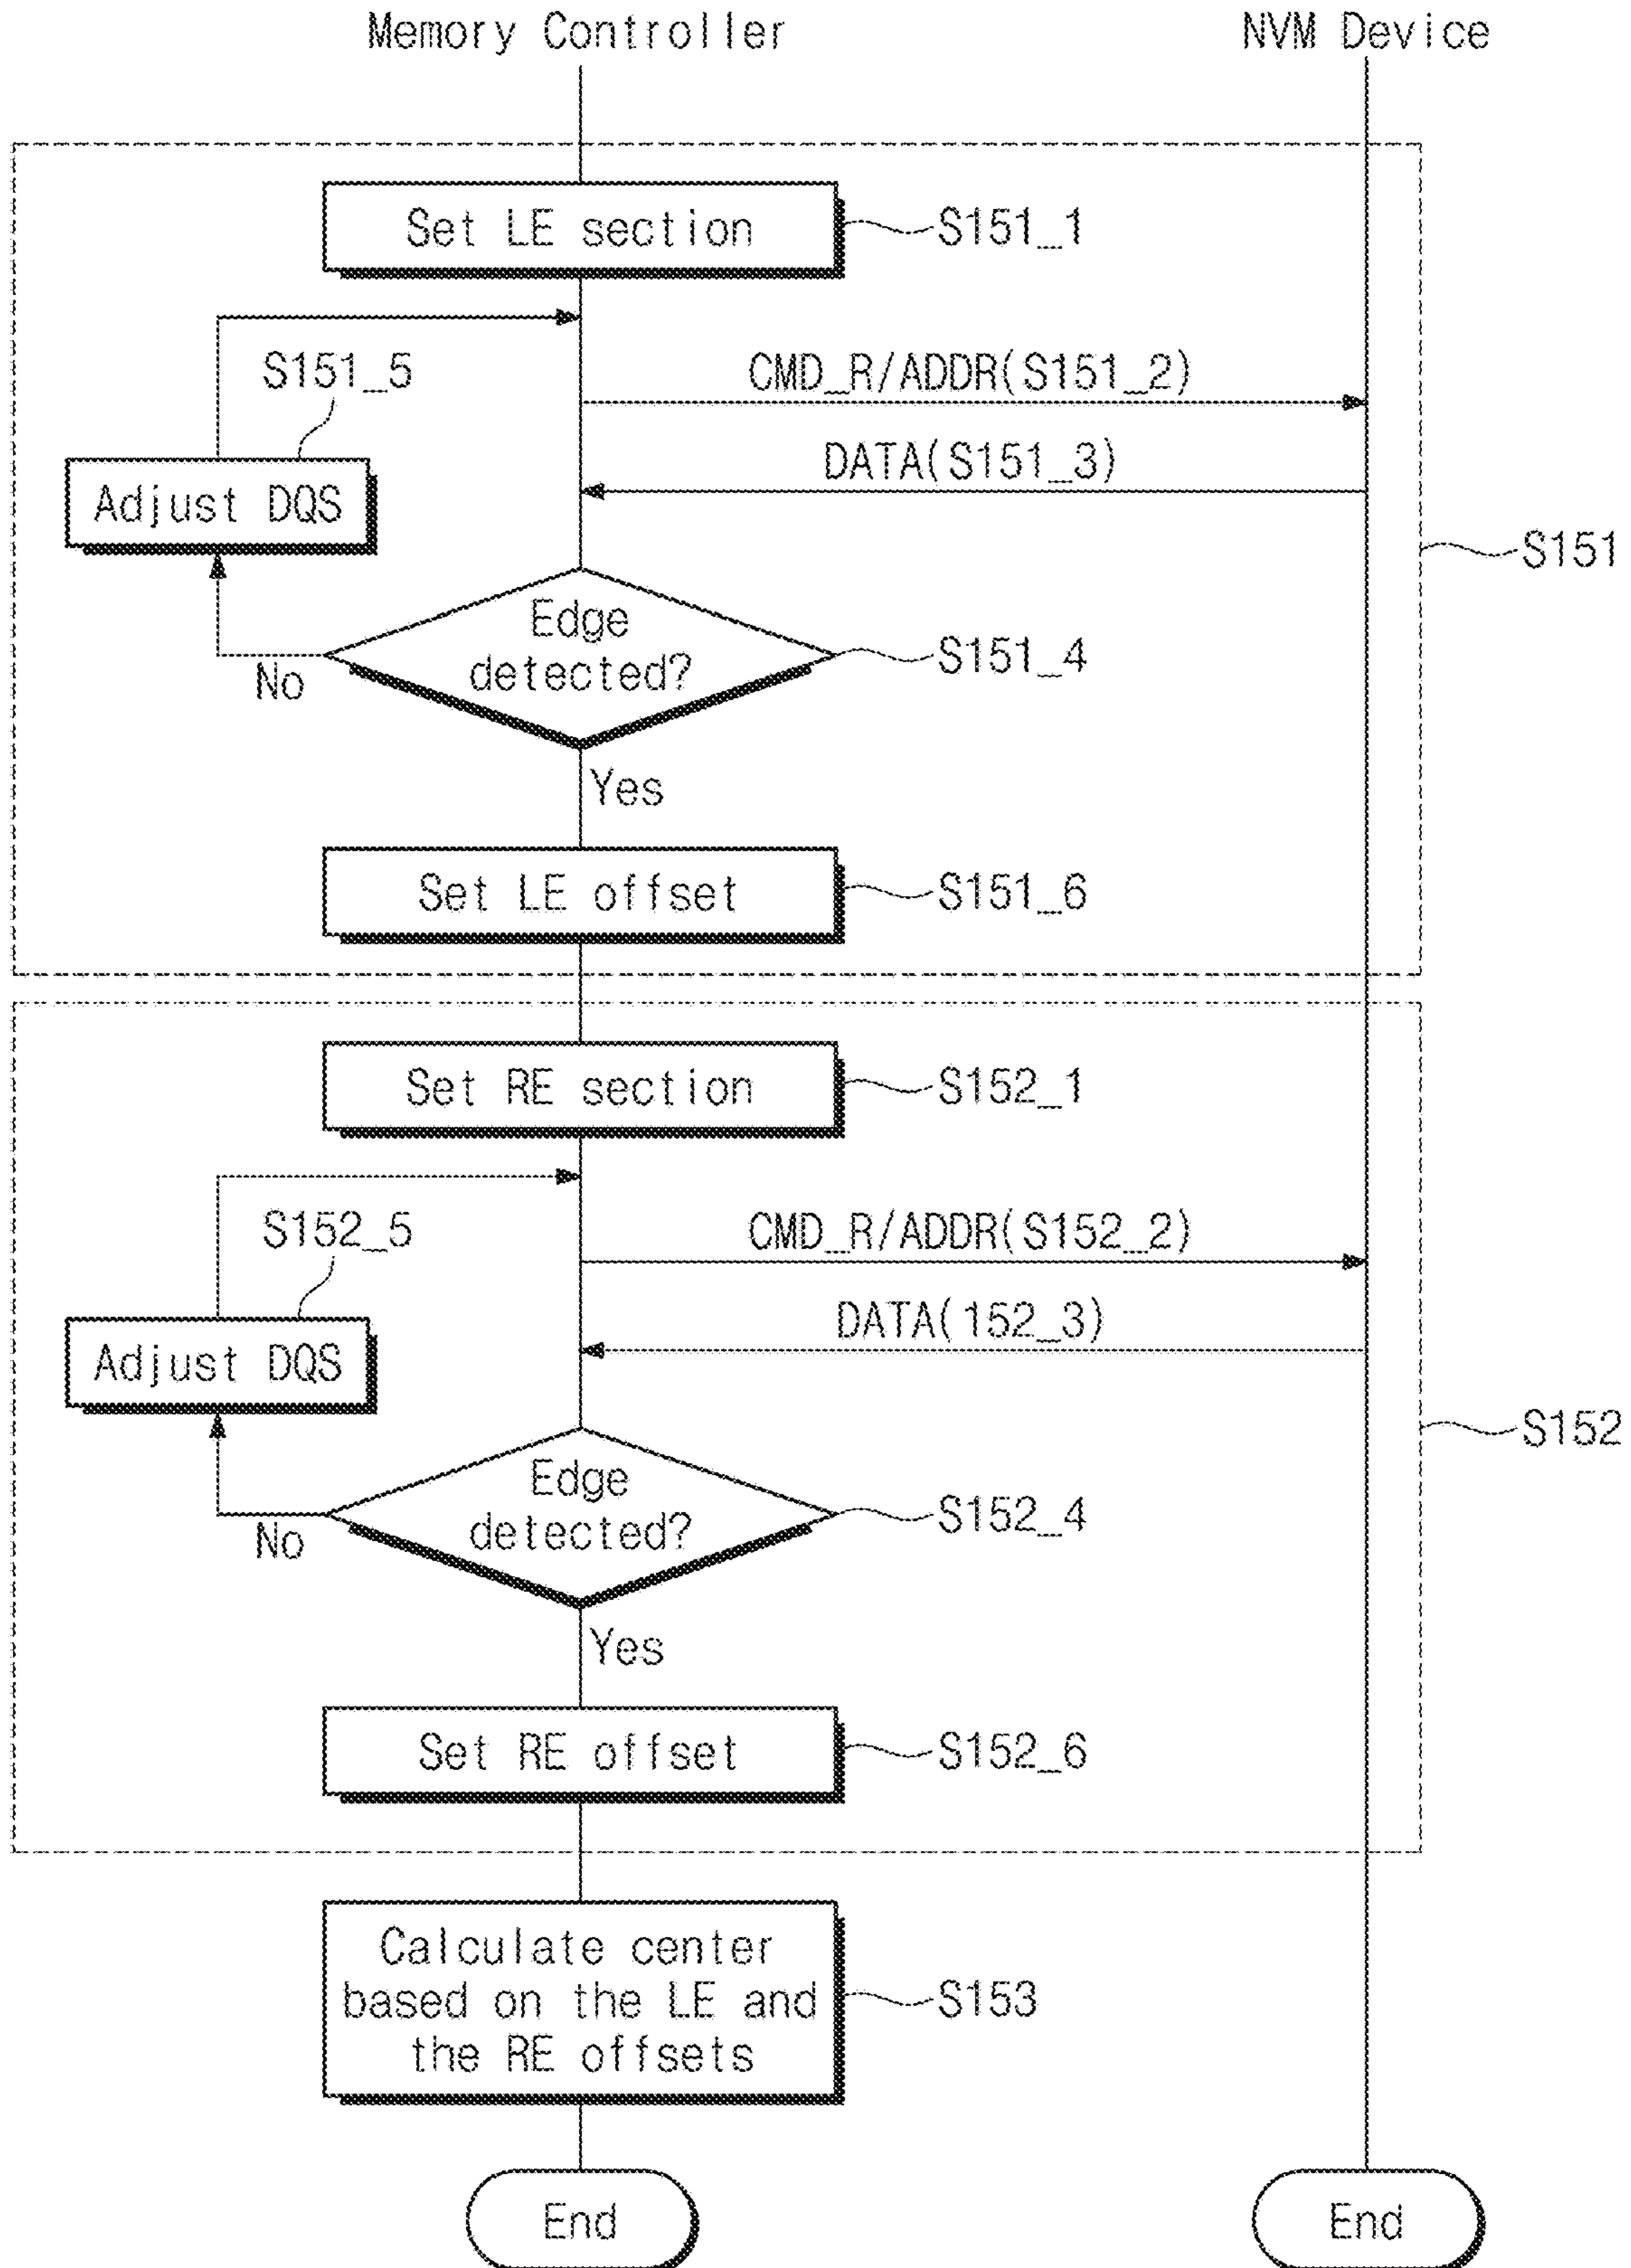 Memory Controller
NVM Device
Set LE section
S151_1
S151_5
CMD_R/ADDR(S151_2)
DATA(S151_3)
Adjust DQS
S151
Edge
detected?
S151_4
No
Yes
Set LE offset
S151_6
Set RE section
S152_1
S152_5
CMD_R/ADDR(S152_2)
DATA(152_3)
Adjust DQS
S152
Edge
detected?
S152_4
No
Yes
Set RE offset
S152_6
Calculate center
based on the LE and
the RE offsets
S153
End
End